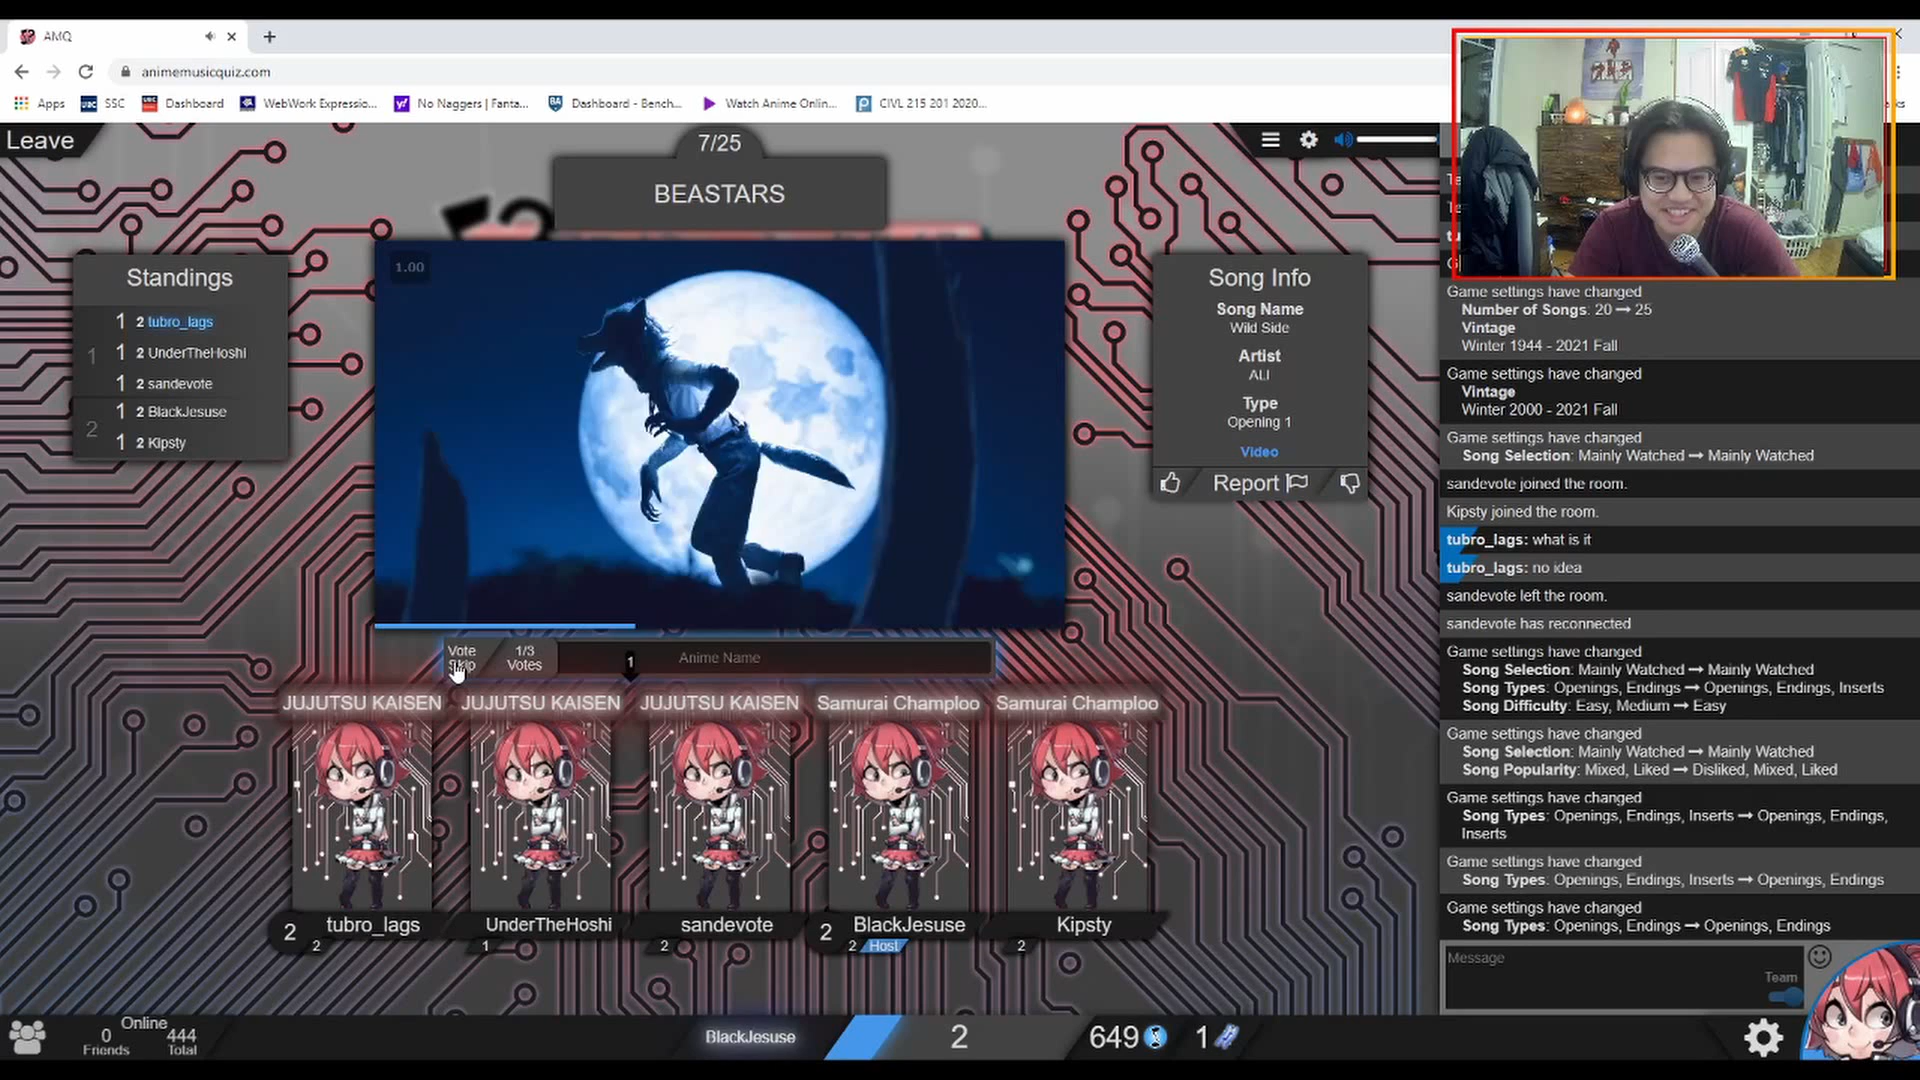 AMQ
animemusicquiz.com
Apps
SSC
Dashboard
WebWork Expressio...
No Naggers | Fanta...
Dashboard - Bench...
Watch Anime Onlin...
CIVL 215 201 2020...
Leave
7/25
BEASTARS
Standings
1
1 2 tubro_lags
1 2 UnderTheHoshi
1 2 sandevote
2
1 2 BlackJesuse
1 2 Kipsty
1.00
Song Info
Song Name
Wild Side
Artist
ALI
Type
Opening 1
Video
Report
Vote
Skip
1/3
Votes
1
Anime Name
JUJUTSU KAISEN
JUJUTSU KAISEN
JUJUTSU KAISEN
Samurai Champloo
Samurai Champloo
2 tubro_lags
2
UnderTheHoshi
1
sandevote
2
2 BlackJesuse
2 Host
Kipsty
2
Game settings have changed
Number of Songs: 20 → 25
Vintage
Winter 1944 - 2021 Fall
Game settings have changed
Vintage
Winter 2000 - 2021 Fall
Game settings have changed
Song Selection: Mainly Watched → Mainly Watched
sandevote joined the room.
Kipsty joined the room.
tubro_lags: what is it
tubro_lags: no idea
sandevote left the room.
sandevote has reconnected
Game settings have changed
Song Selection: Mainly Watched → Mainly Watched
Song Types: Openings, Endings → Openings, Endings, Inserts
Song Difficulty: Easy, Medium → Easy
Game settings have changed
Song Selection: Mainly Watched → Mainly Watched
Song Popularity: Mixed, Liked → Disliked, Mixed, Liked
Game settings have changed
Song Types: Openings, Endings, Inserts → Openings, Endings,
Inserts
Game settings have changed
Song Types: Openings, Endings, Inserts → Openings, Endings
Game settings have changed
Song Types: Openings, Endings → Openings, Endings
Message
Team
Online
0
Friends
444
Total
BlackJesuse
2
649
1